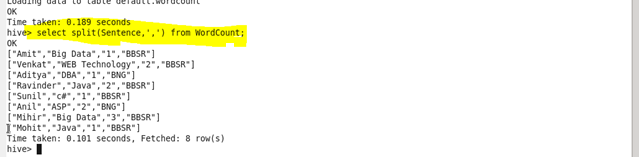 Loading data to table default.wordcount
OK
Time taken: 0.189 seconds
hive> select split(Sentence,',') from WordCount;
OK
["Amit","Big Data","1","BBSR"]
["Venkat","WEB Technology","2","BBSR"]
["Aditya","DBA","1","BNG"]
["Ravinder","Java","2","BBSR"]
["Sunil","c#","1","BBSR"]
["Anil","ASP","2","BNG"]
["Mihir","Big Data","3","BBSR"]
["Mohit","Java","1","BBSR"]
Time taken: 0.101 seconds, Fetched: 8 row(s)
hive>